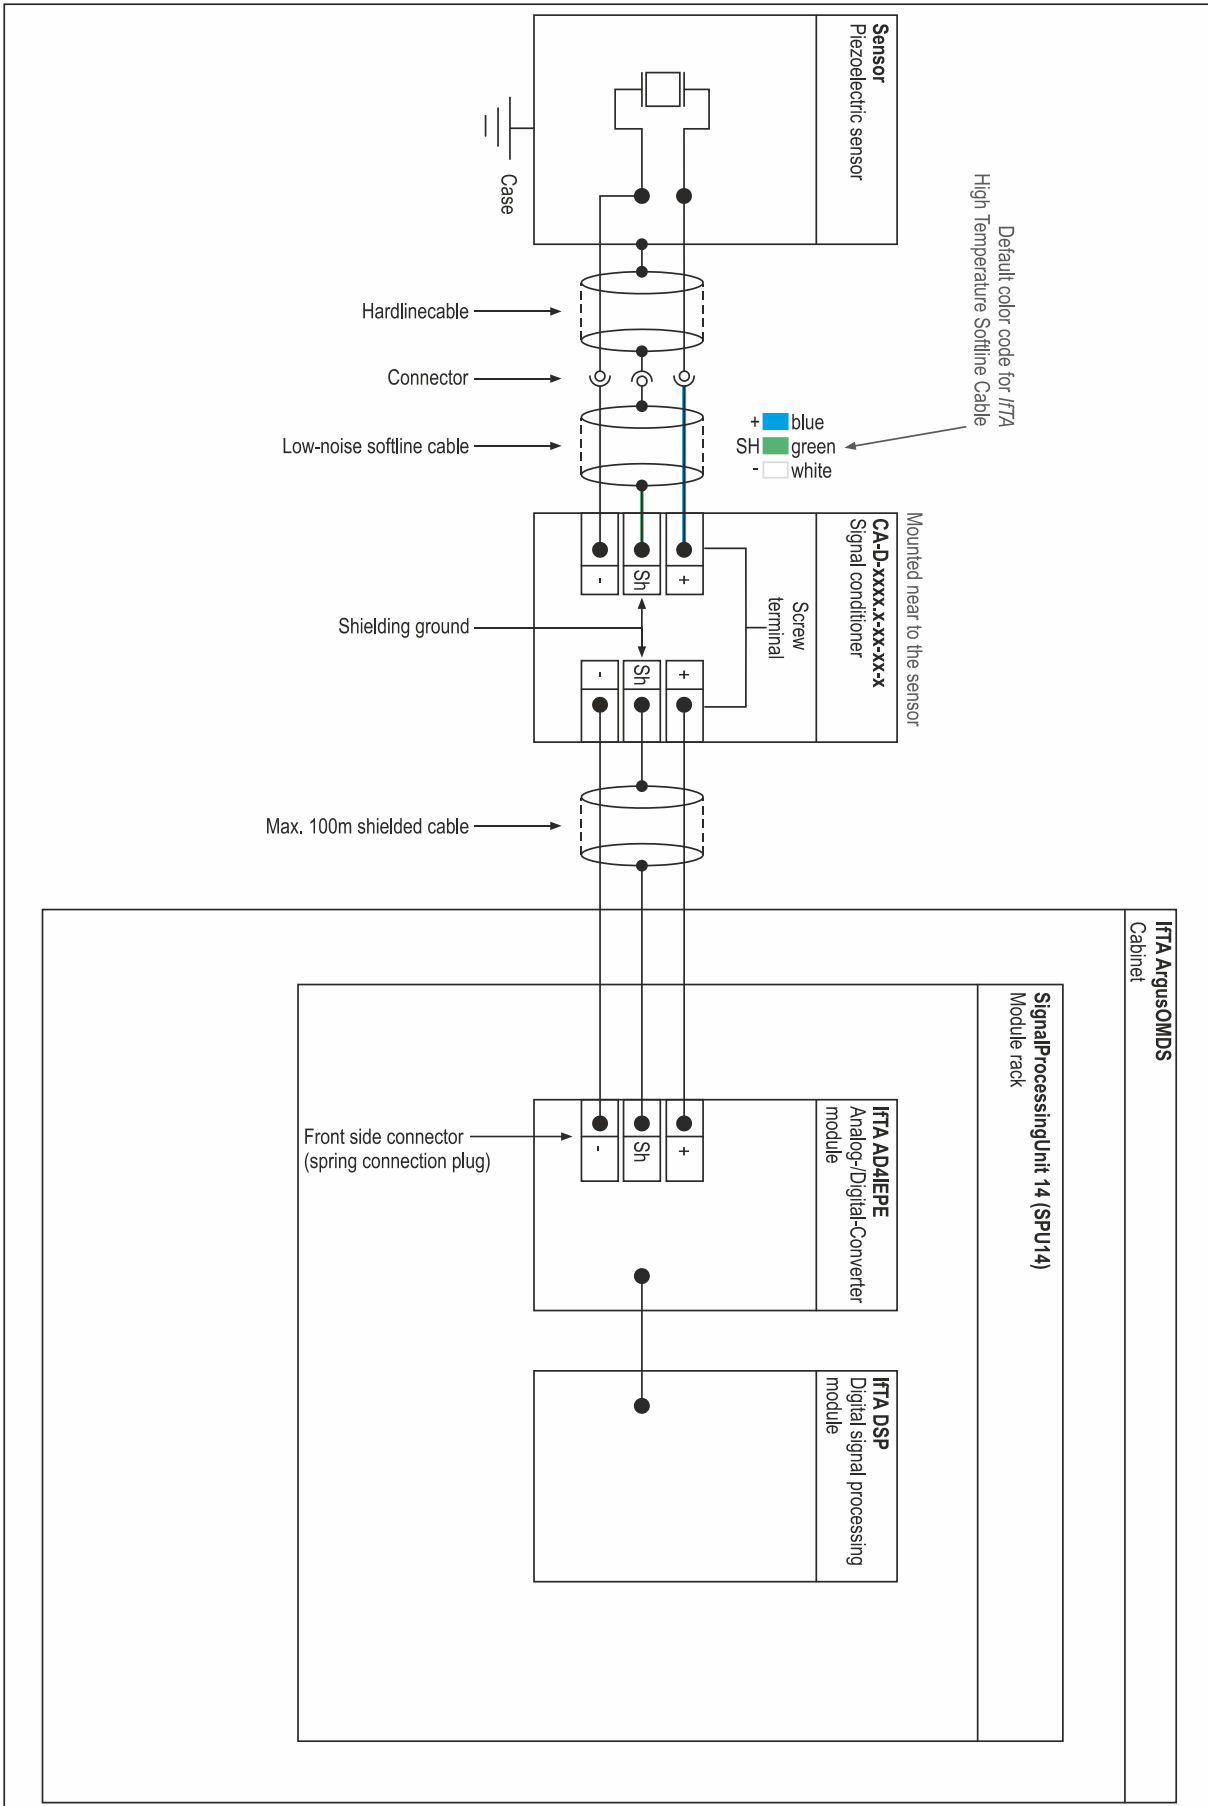 Sensor
Piezoelectric sensor
Case
Default color code for IfTA
High Temperature Softline Cable
Hardlinecable
Connector
Low-noise softline cable
+ blue
SH green
- white
Mounted near to the sensor
CA-D-xxxx.x-xx-xx-x
Signal conditioner
- Sh +
Screw
terminal
Shielding ground
- Sh +
Max. 100m shielded cable
IfTA ArgusOMDS
Cabinet
SignalProcessingUnit 14 (SPU14)
Module rack
IfTA AD4IEPE
Analog-/Digital-Converter
module
- Sh +
Front side connector
(spring connection plug)
IfTA DSP
Digital signal processing
module